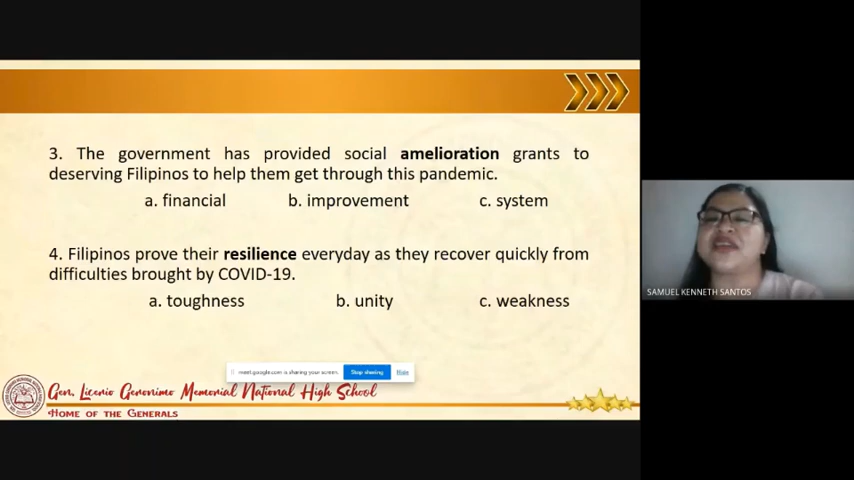 3. The government has provided social amelioration grants to
deserving Filipinos to help them get through this pandemic.
a. financial b. improvement c. system
4. Filipinos prove their resilience everyday as they recover quickly from
difficulties brought by COVID-19.
a. toughness b. unity c. weakness
SAMUEL KENNETH SANTOS
meet.google.com is sharing your screen. Stop sharing Hide
Gen. Licerio Geronimo Memorial National High School
HOME OF THE GENERALS